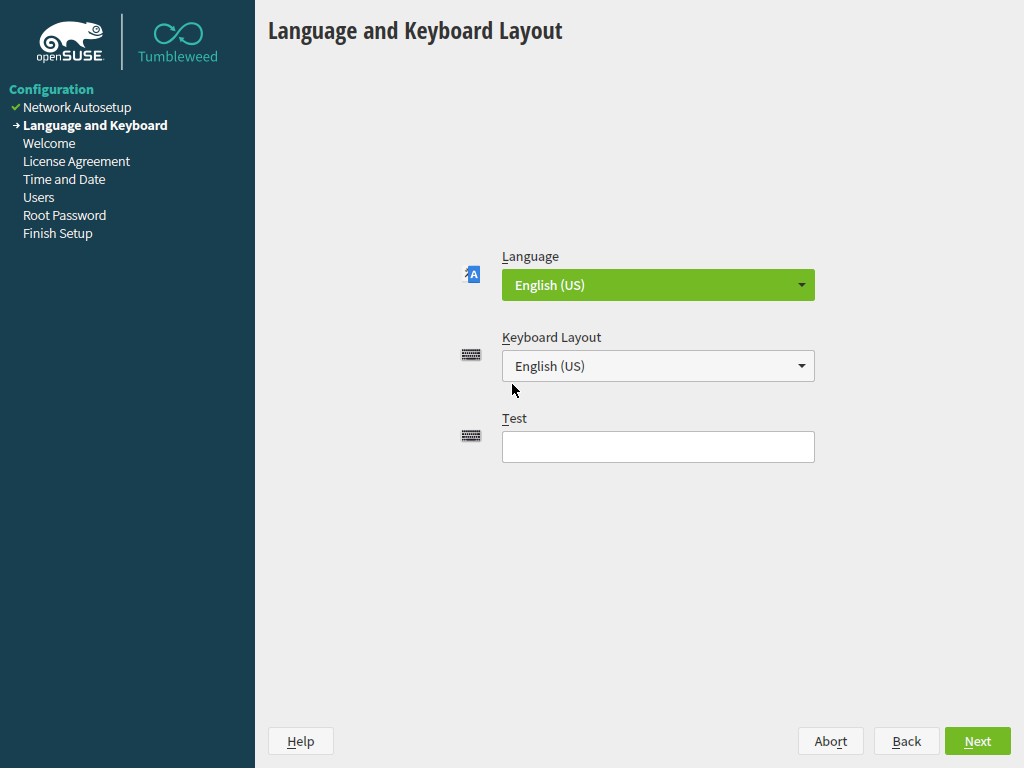 Language and Keyboard Layout
openSUSE
Tumbleweed
Configuration
Network Autosetup
Language and Keyboard
Welcome
License Agreement
Time and Date
Users
Root Password
Finish Setup
Language
A
English (US)
Keyboard Layout
English (US)
Test
Help
Abort
Back
Next